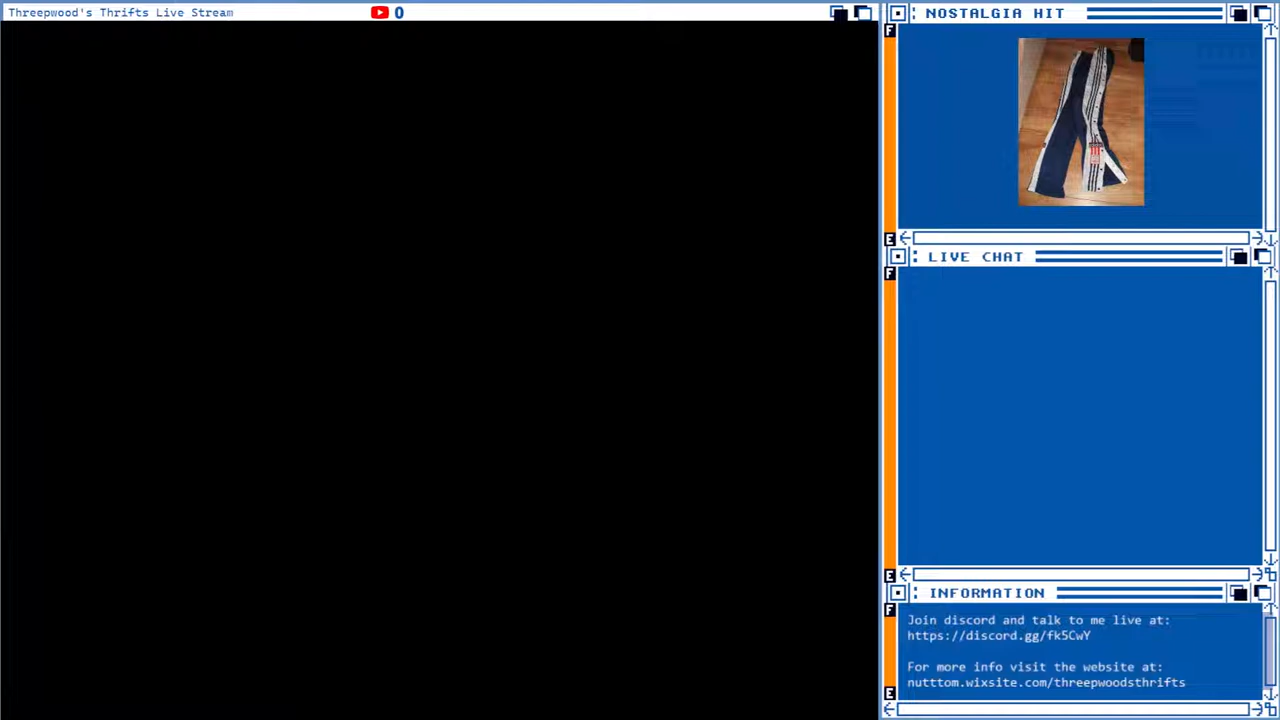 Threepwood's Thrifts Live Stream
0
NOSTALGIA HIT
F
E
LIVE CHAT
F
E
INFORMATION
F
Join discord and talk to me live at:
https://discord.gg/fk5CwY
For more info visit the website at:
nutttom.wixsite.com/threepwoodsthrifts
E